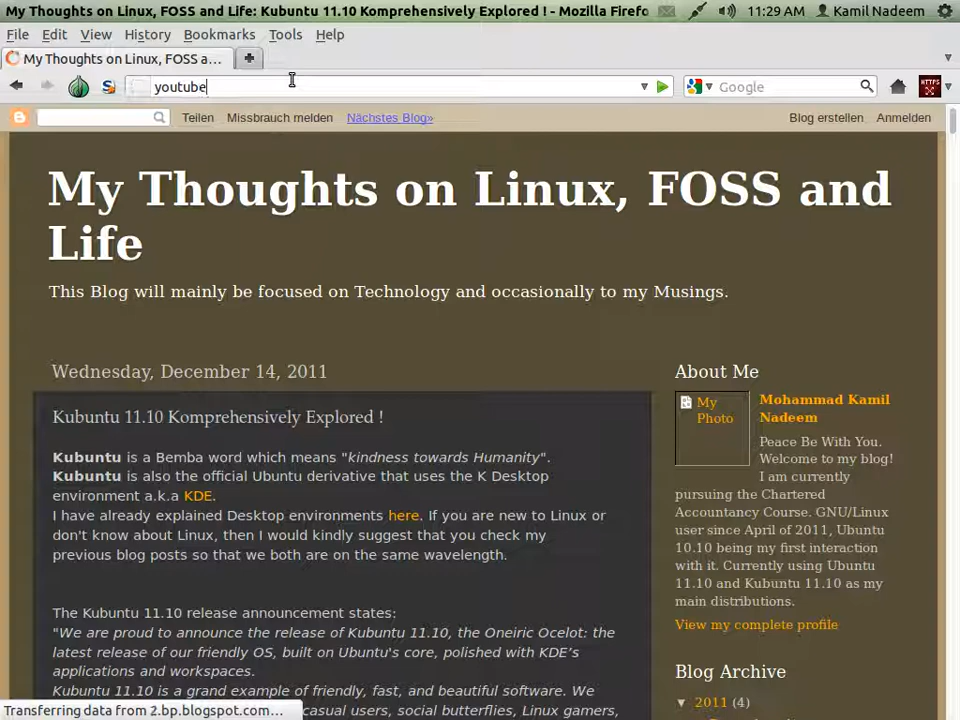 My Thoughts on Linux, FOSS and Life: Kubuntu 11.10 Komprehensively Explored ! - Mozilla Firefo
11:29 AM
Kamil Nadeem
File Edit View History Bookmarks Tools Help
My Thoughts on Linux, FOSS a...
youtube
Google
HTTPS
Teilen Missbrauch melden Nächstes Blog» Blog erstellen Anmelden
My Thoughts on Linux, FOSS and
Life
This Blog will mainly be focused on Technology and occasionally to my Musings.
Wednesday, December 14, 2011
Kubuntu 11.10 Komprehensively Explored !
Kubuntu is a Bemba word which means "kindness towards Humanity".
Kubuntu is also the official Ubuntu derivative that uses the K Desktop
environment a.k.a KDE.
I have already explained Desktop environments here. If you are new to Linux or
don't know about Linux, then I would kindly suggest that you check my
previous blog posts so that we both are on the same wavelength.
The Kubuntu 11.10 release announcement states:
"We are proud to announce the release of Kubuntu 11.10, the Oneiric Ocelot: the
latest release of our friendly OS, built on Ubuntu's core, polished with KDE's
applications and workspaces.
Kubuntu 11.10 is a grand example of friendly, fast, and beautiful software. We
casual users, social butterflies, Linux gamers,
About Me
My
Photo
Mohammad Kamil
Nadeem
Peace Be With You.
Welcome to my blog!
I am currently
pursuing the Chartered
Accountancy Course. GNU/Linux
user since April of 2011, Ubuntu
10.10 being my first interaction
with it. Currently using Ubuntu
11.10 and Kubuntu 11.10 as my
main distributions.
View my complete profile
Blog Archive
▼ 2011 (4)
Transferring data from 2.bp.blogspot.com...